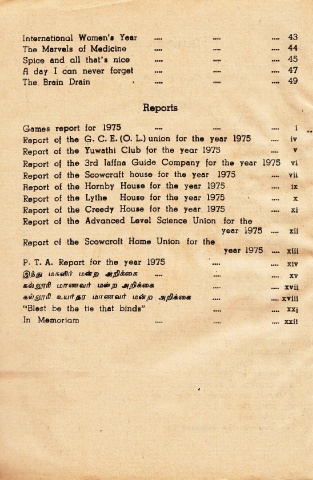 International Women's Year .... .... 43
The Marvels of Medicine .... .... 44
Spice and all that's nice .... .... 45
A day I can never forget .... .... 47
The Brain Drain .... .... 49
Reports
Games report for 1975 .... .... i
Report of the G. C. E. (O. L.) union for the year 1975 .... iv
Report of the Yuwathi Club for the year 1975 .... v
Report of the 3rd Jaffna Guide Company for the year 1975 vi
Report of the Scowcraft house for the year 1975 .... vii
Report of the Hornby House for the year 1975 .... ix
Report of the Lythe House for the year 1975 .... x
Report of the Creedy House for the year 1975 .... xi
Report of the Advanced Level Science Union for the
year 1975 .... xii
Report of the Scowcroft Home Union for the
year 1975 .... xiii
P. T. A. Report for the year 1975 .... xiv
இந்து மகளிர் மன்ற அறிக்கை .... .... xv
கல்லூரி மாணவர் மன்ற அறிக்கை .... xvii
கல்லூரி உயர்தர மாணவர் மன்ற அறிக்கை .... xviii
"Blest be the tie that binds" .... xxi
In Memoriam .... .... xxii